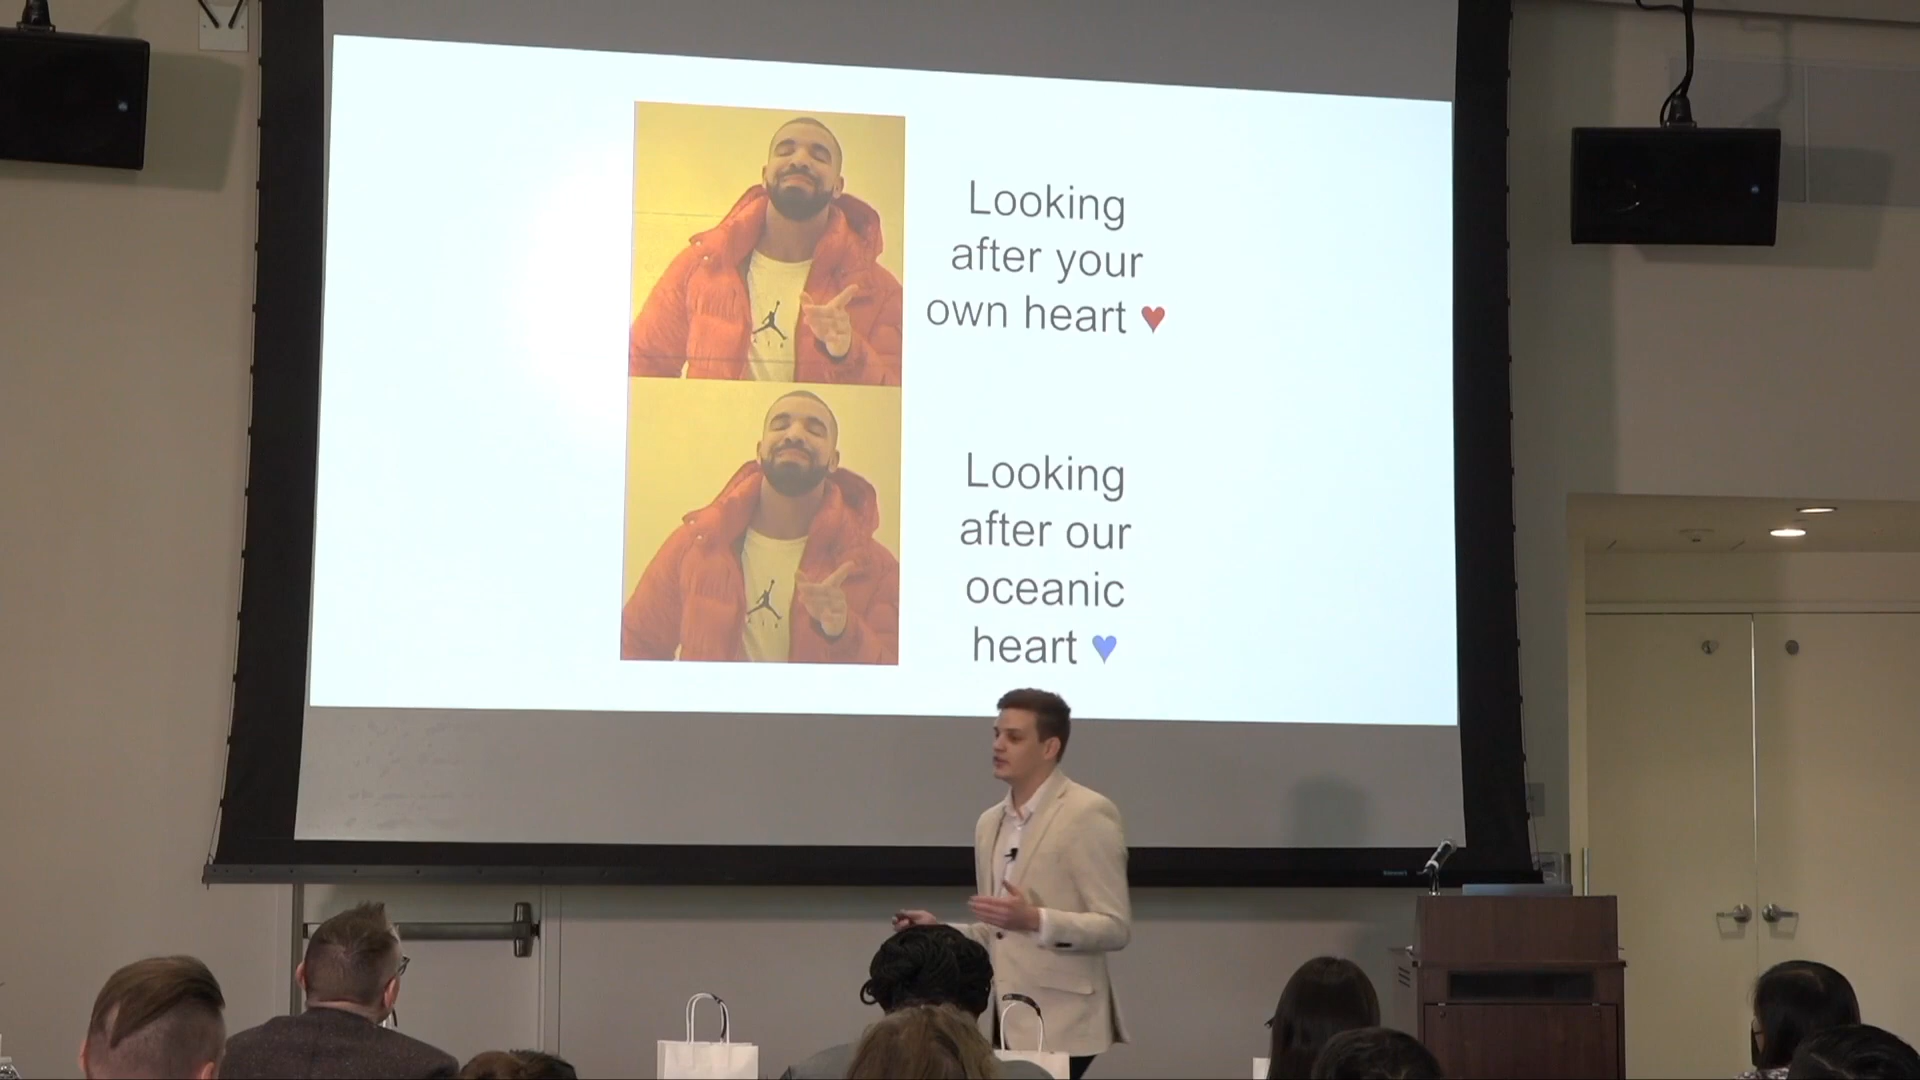 Looking
after your
own heart ♥
Looking
after our
oceanic
heart ♥